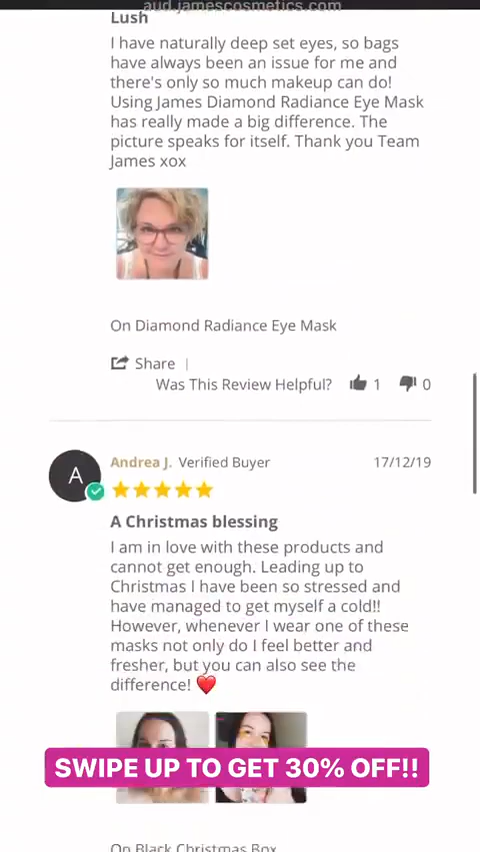 aud.jamescosmetics.com
Lush
I have naturally deep set eyes, so bags
have always been an issue for me and
there's only so much makeup can do!
Using James Diamond Radiance Eye Mask
has really made a big difference. The
picture speaks for itself. Thank you Team
James xox
On Diamond Radiance Eye Mask
Share |
Was This Review Helpful? 1 0
A
Andrea J. Verified Buyer 17/12/19
A Christmas blessing
I am in love with these products and
cannot get enough. Leading up to
Christmas I have been so stressed and
have managed to get myself a cold!!
However, whenever I wear one of these
masks not only do I feel better and
fresher, but you can also see the
difference! ❤️
SWIPE UP TO GET 30% OFF!!
On Black Christmas Box